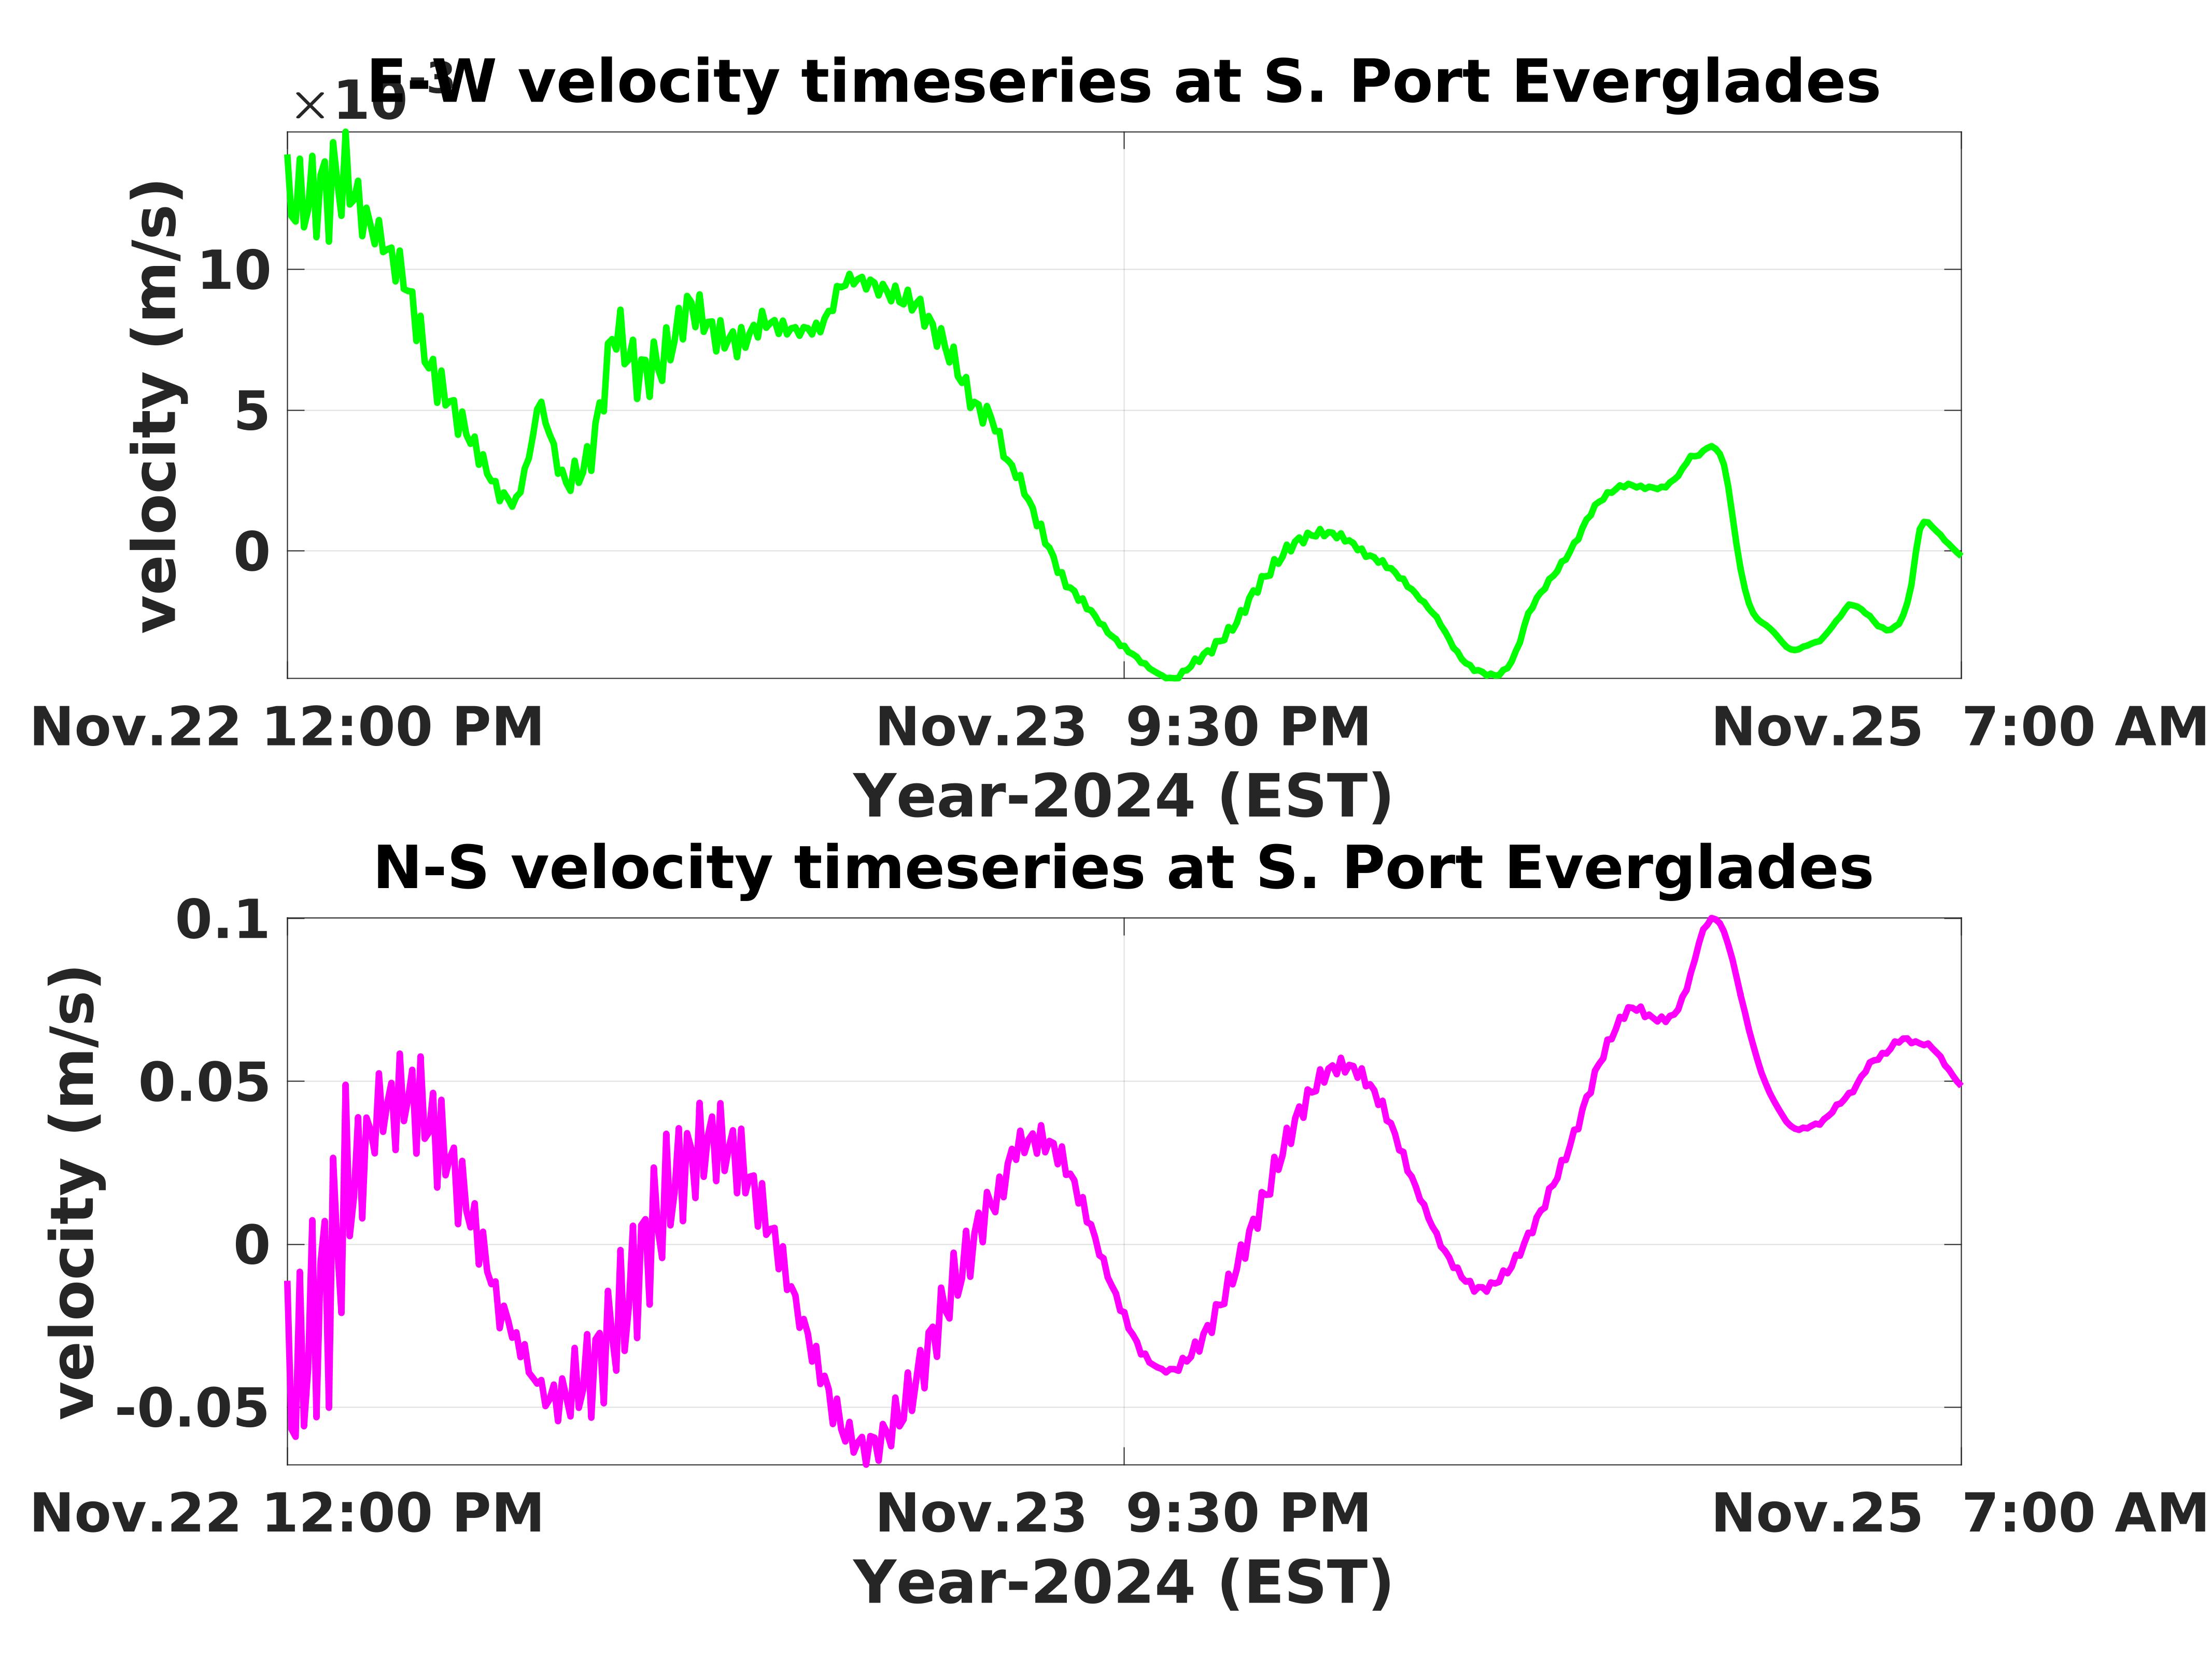 ×10-3
E-W velocity timeseries at S. Port Everglades
velocity (m/s)
10
5
0
Nov.22 12:00 PM Nov.23 9:30 PM Nov.25 7:00 AM
Year-2024 (EST)
N-S velocity timeseries at S. Port Everglades
velocity (m/s)
0.1
0.05
0
-0.05
Nov.22 12:00 PM Nov.23 9:30 PM Nov.25 7:00 AM
Year-2024 (EST)